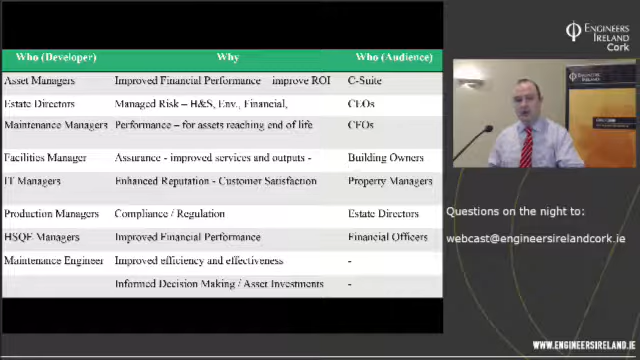 Who (Developer) Why Who (Audience)
Asset Managers Improved Financial Performance – improve ROI C-Suite
Estate Directors Managed Risk – H&S, Env., Financial, CEOs
Maintenance Managers Performance – for assets reaching end of life CFOs
Facilities Manager Assurance - improved services and outputs - Building Owners
IT Managers Enhanced Reputation - Customer Satisfaction Property Managers
Production Managers Compliance / Regulation Estate Directors
HSQE Managers Improved Financial Performance Financial Officers
Maintenance Engineer Improved efficiency and effectiveness -
Informed Decision Making / Asset Investments -
ENGINEERS
IRELAND
Cork
Questions on the night to:
webcast@engineersirelandcork.ie
WWW.ENGINEERSIRELAND.IE